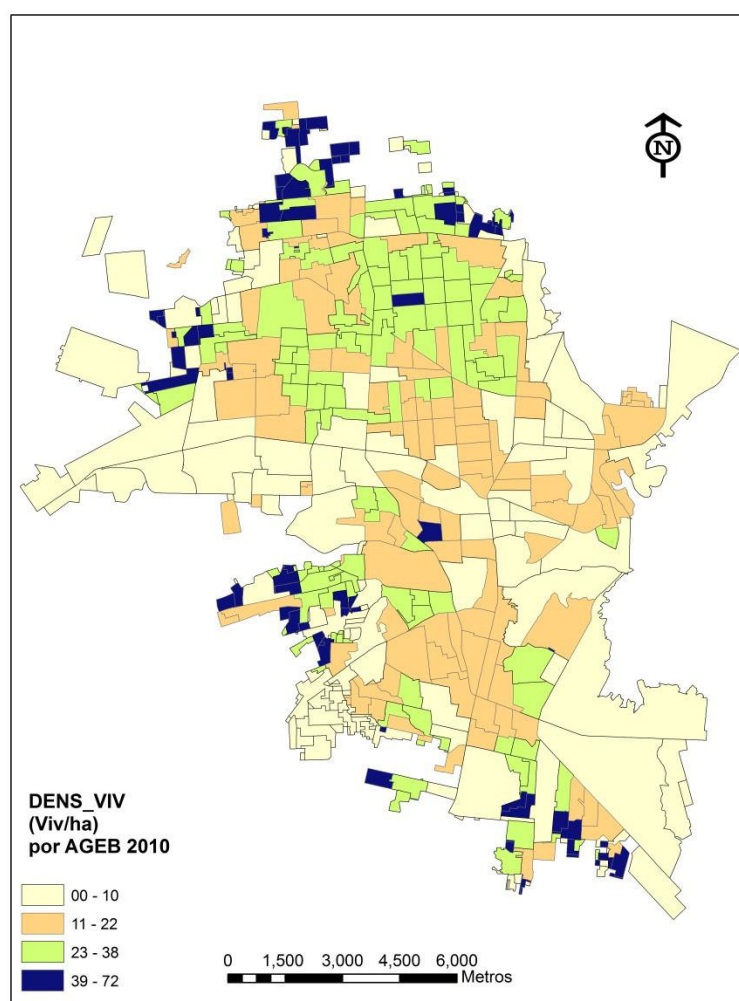 N
DENS_VIV
(Viv/ha)
por AGEB 2010
00 - 10
11 - 22
23 - 38
39 - 72
0 1,500 3,000 4,500 6,000
Metros